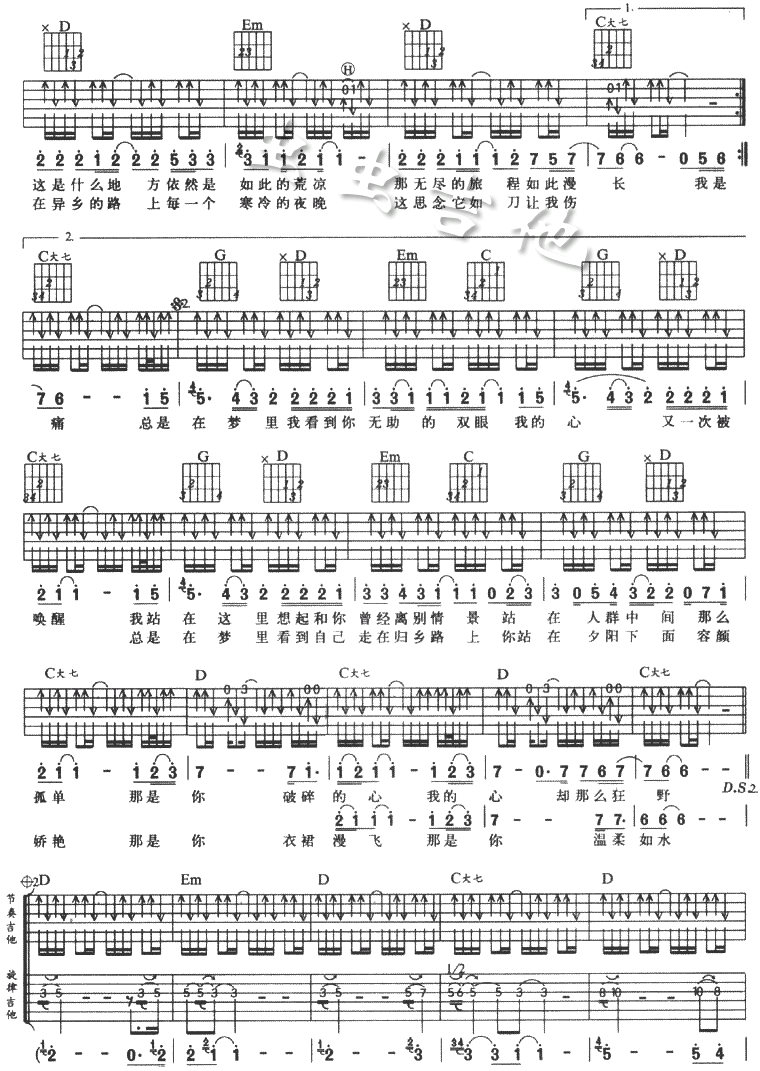 1.
× D Em × D C大七
2 2 2 1 2 2 2 5 3 3 3 1 1 2 1 1 - 2 2 2 1 1 1 2 7 5 7 7 6 6 - 0 5 6
这是什么地 方依然是 如此的荒凉 那无尽的旅 程如此漫 长 我是
在异乡的路 上每一个 寒冷的夜晚 这思念它如 刀让我伤
虫虫吉他
2.
C大七 G × D Em C G × D
7 6 - - 1 5 5· 4 3 2 2 2 2 1 3 3 1 1 1 2 1 1 1 5· 4 3 2 2 2 2 1
痛 总是 在 梦 里我看到你 无助 的 双眼 我的 心 又一次被
C大七 G × D Em C G × D
2 1 1 - 1 5 5· 4 3 2 2 2 2 1 3 3 4 3 1 1 1 0 2 3 3 0 5 4 3 2 2 0 7 1
唤醒 我站 在 这 里想起和你 曾经离别情 景 站 在 人群中 间 那么
总是 在 梦 里看到自己 走在归乡路 上 你站 在 夕阳下 面 容颜
C大七 D C大七 D C大七
2 1 1 - 1 2 3 7 - - 7 1· 1 2 1 1 - 1 2 3 7 - 0· 7 7 6 7 7 6 6 -
孤单 那是 你 破碎 的 心 我的 心 却那么狂 野
D.S.2.
2 1 1 1 - 1 2 3 7 - - 7 7· 6 6 6 - -
娇艳 那是 你 衣裙 漫 飞 那是 你 温柔 如水
2 D Em D C大七 D
节奏吉他
旋律吉他
(2 - - 0· 2 2 2 1 1 - - 2 - - 3 3 3 1 1 - 5 - - 5 4